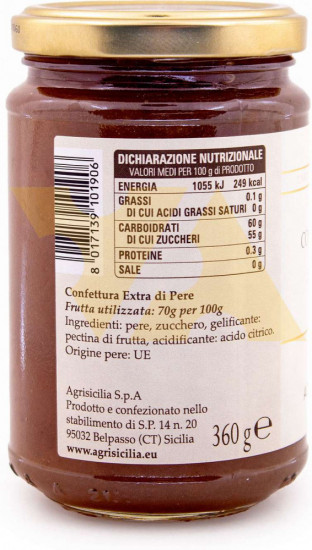 DICHIARAZIONE NUTRIZIONALE
VALORI MEDI PER 100 g di PRODOTTO
ENERGIA 1055 kJ 249 kcal
GRASSI 0.1 g
DI CUI ACIDI GRASSI SATURI 0 g
CARBOIDRATI 60 g
DI CUI ZUCCHERI 55 g
PROTEINE 0.3 g
SALE 0 g
8 017139 101906
Confettura Extra di Pere
Frutta utilizzata: 70g per 100g
Ingredienti: pere, zucchero, gelificante:
pectina di frutta, acidificante: acido citrico.
Origine pere: UE
Agrisicilia S.p.A
Prodotto e confezionato nello
stabilimento di S.P. 14 n. 20
95032 Belpasso (CT) Sicilia
www.agrisicilia.eu
360 g e